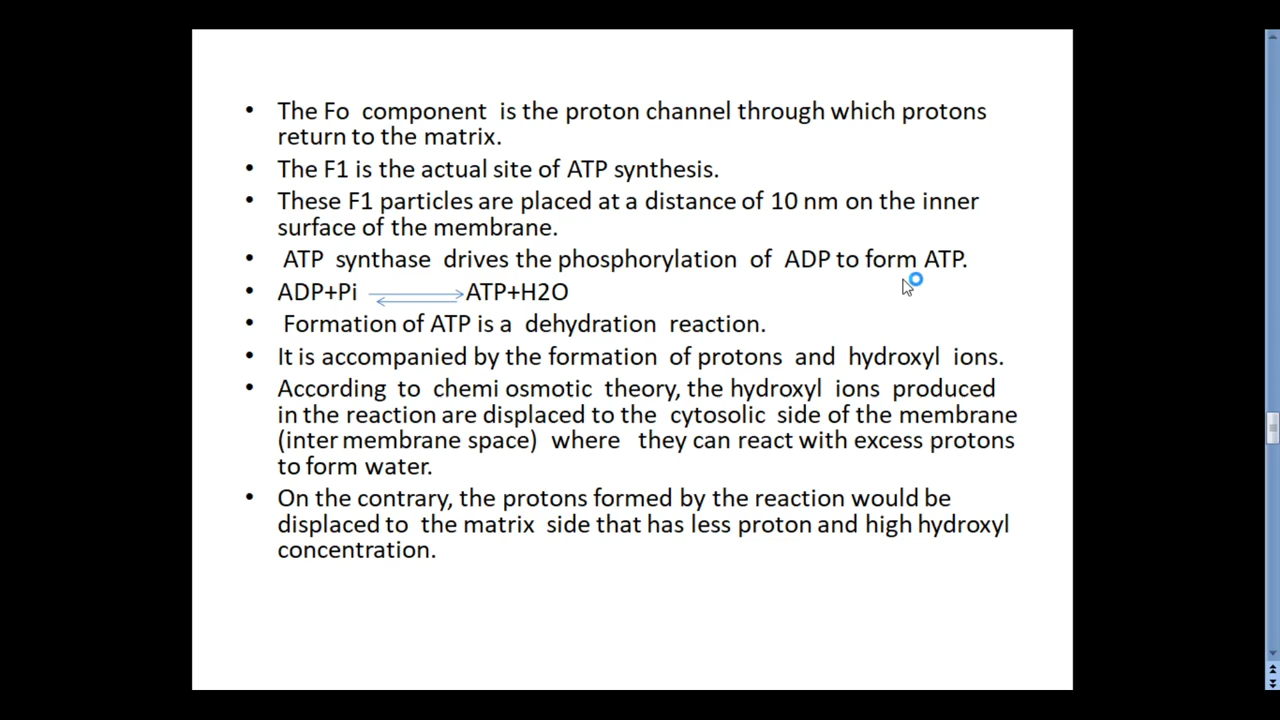 • The Fo component is the proton channel through which protons
return to the matrix.
• The F1 is the actual site of ATP synthesis.
• These F1 particles are placed at a distance of 10 nm on the inner
surface of the membrane.
• ATP synthase drives the phosphorylation of ADP to form ATP.
• ADP+Pi ⇌ ATP+H2O
• Formation of ATP is a dehydration reaction.
• It is accompanied by the formation of protons and hydroxyl ions.
• According to chemi osmotic theory, the hydroxyl ions produced
in the reaction are displaced to the cytosolic side of the membrane
(inter membrane space) where they can react with excess protons
to form water.
• On the contrary, the protons formed by the reaction would be
displaced to the matrix side that has less proton and high hydroxyl
concentration.